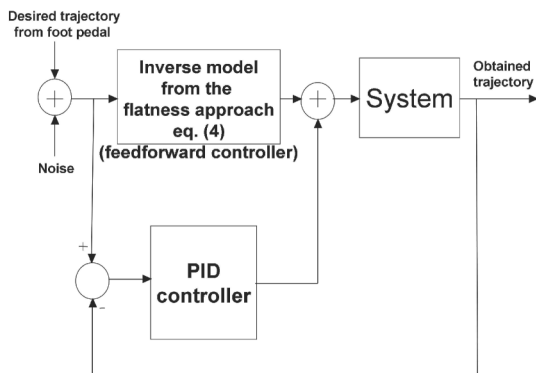 Desired trajectory
from foot pedal
+
Noise
Inverse model
from the
flatness approach
eq. (4)
(feedforward controller)
+
System
Obtained
trajectory
+
-
PID
controller